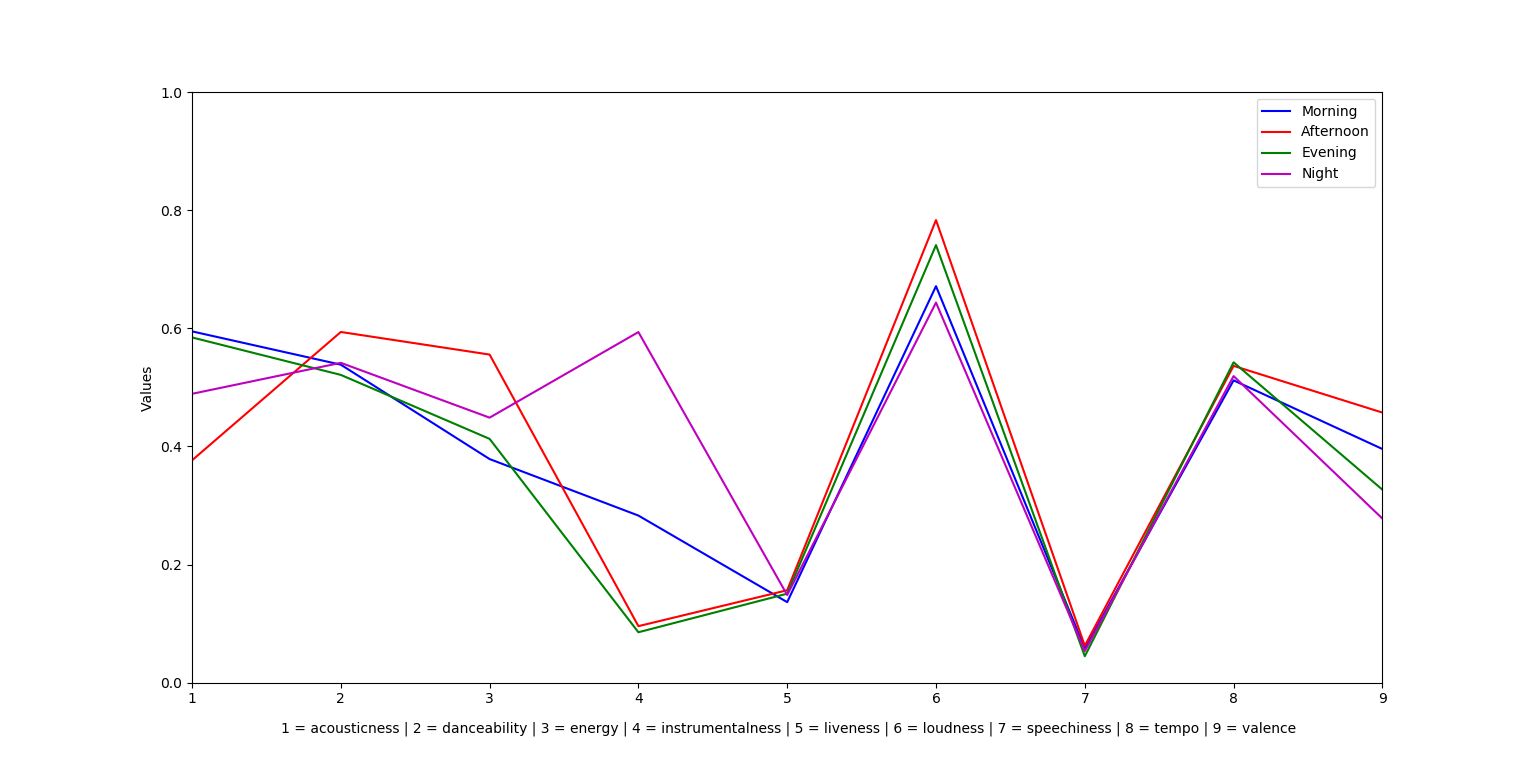 1.0
0.8
0.6
0.4
0.2
0.0
Values
Morning
Afternoon
Evening
Night
1 2 3 4 5 6 7 8 9
1 = acousticness | 2 = danceability | 3 = energy | 4 = instrumentalness | 5 = liveness | 6 = loudness | 7 = speechiness | 8 = tempo | 9 = valence